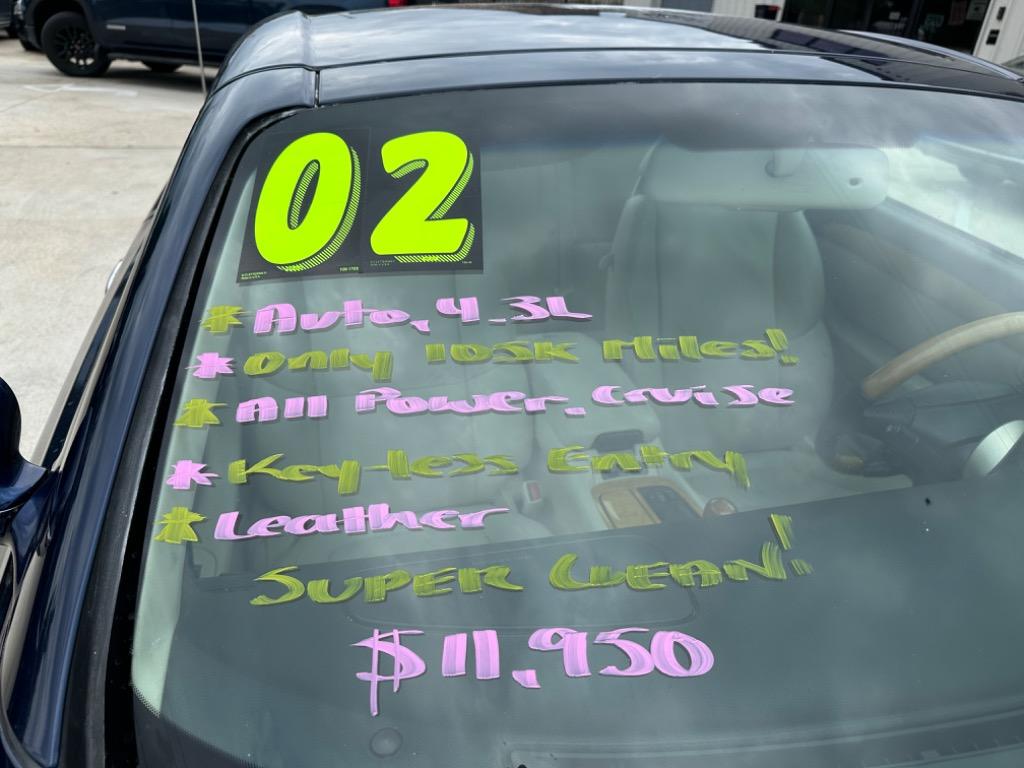 02
* Auto, 4.3L
* Only 105K Miles!
* All Power, Cruise
* Key-less Entry
* Leather
SUPER CLEAN!
$11,950